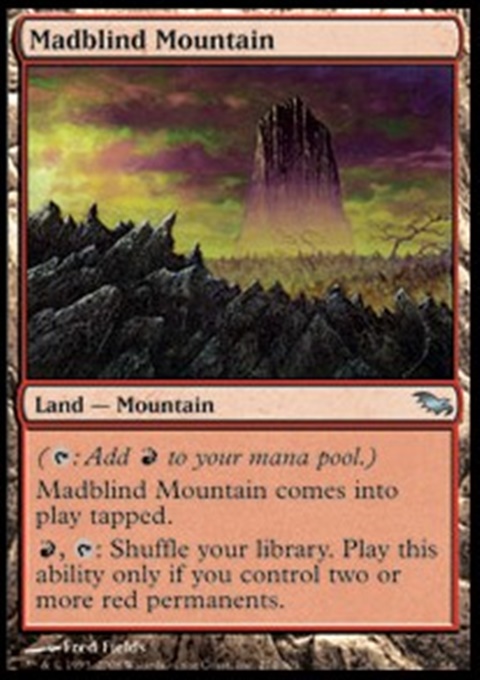 Madblind Mountain
Land — Mountain
( : Add to your mana pool.)
Madblind Mountain comes into
play tapped.
, : Shuffle your library. Play this
ability only if you control two or
more red permanents.
Fred Fields